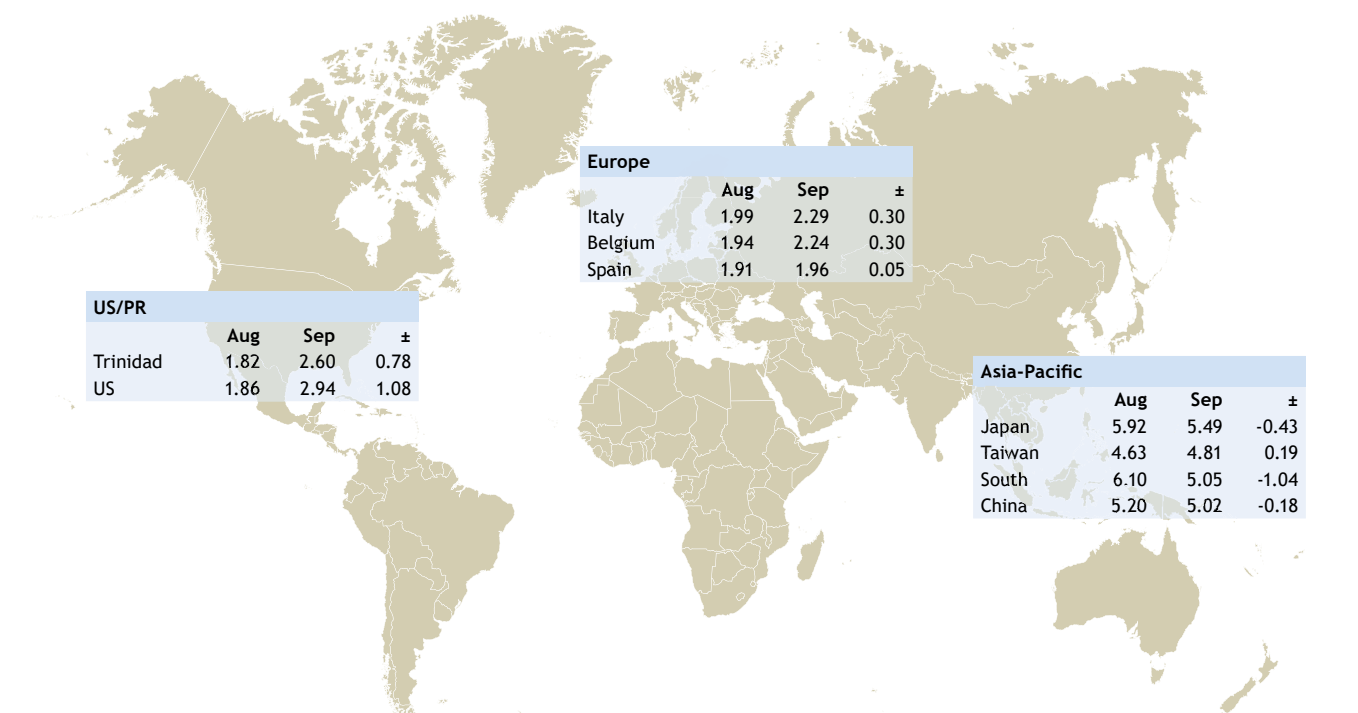 Europe
Aug Sep ±
Italy 1.99 2.29 0.30
Belgium 1.94 2.24 0.30
Spain 1.91 1.96 0.05
US/PR
Aug Sep ±
Trinidad 1.82 2.60 0.78
US 1.86 2.94 1.08
Asia-Pacific
Aug Sep ±
Japan 5.92 5.49 -0.43
Taiwan 4.63 4.81 0.19
South 6.10 5.05 -1.04
China 5.20 5.02 -0.18